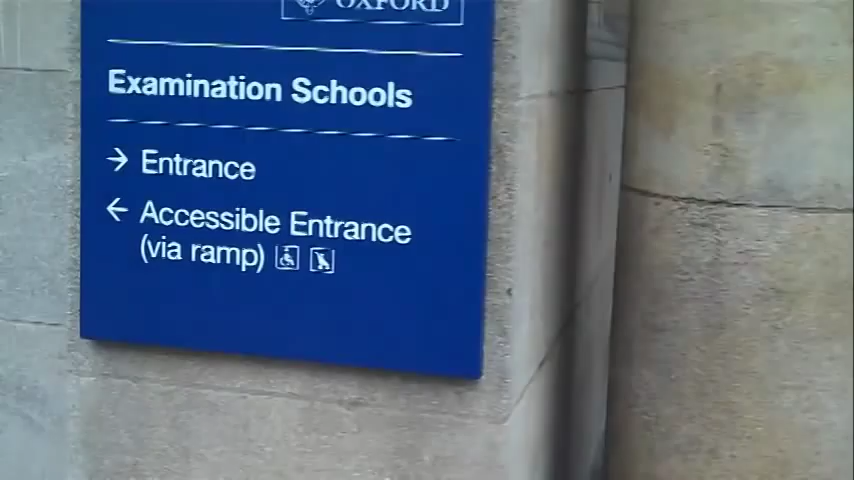 OXFORD
Examination Schools
→ Entrance
← Accessible Entrance
(via ramp)